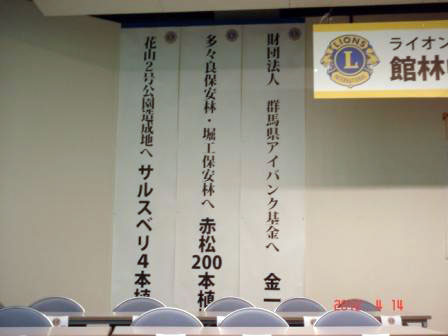 財団法人 群馬県アイバンク基金へ 金一
多々良保安林・堀工保安林へ 赤松200本植
花山2号公園造成地へ サルスベリ4本植
ライオン
館林
LIONS
L
INTERNATIONAL
4 14